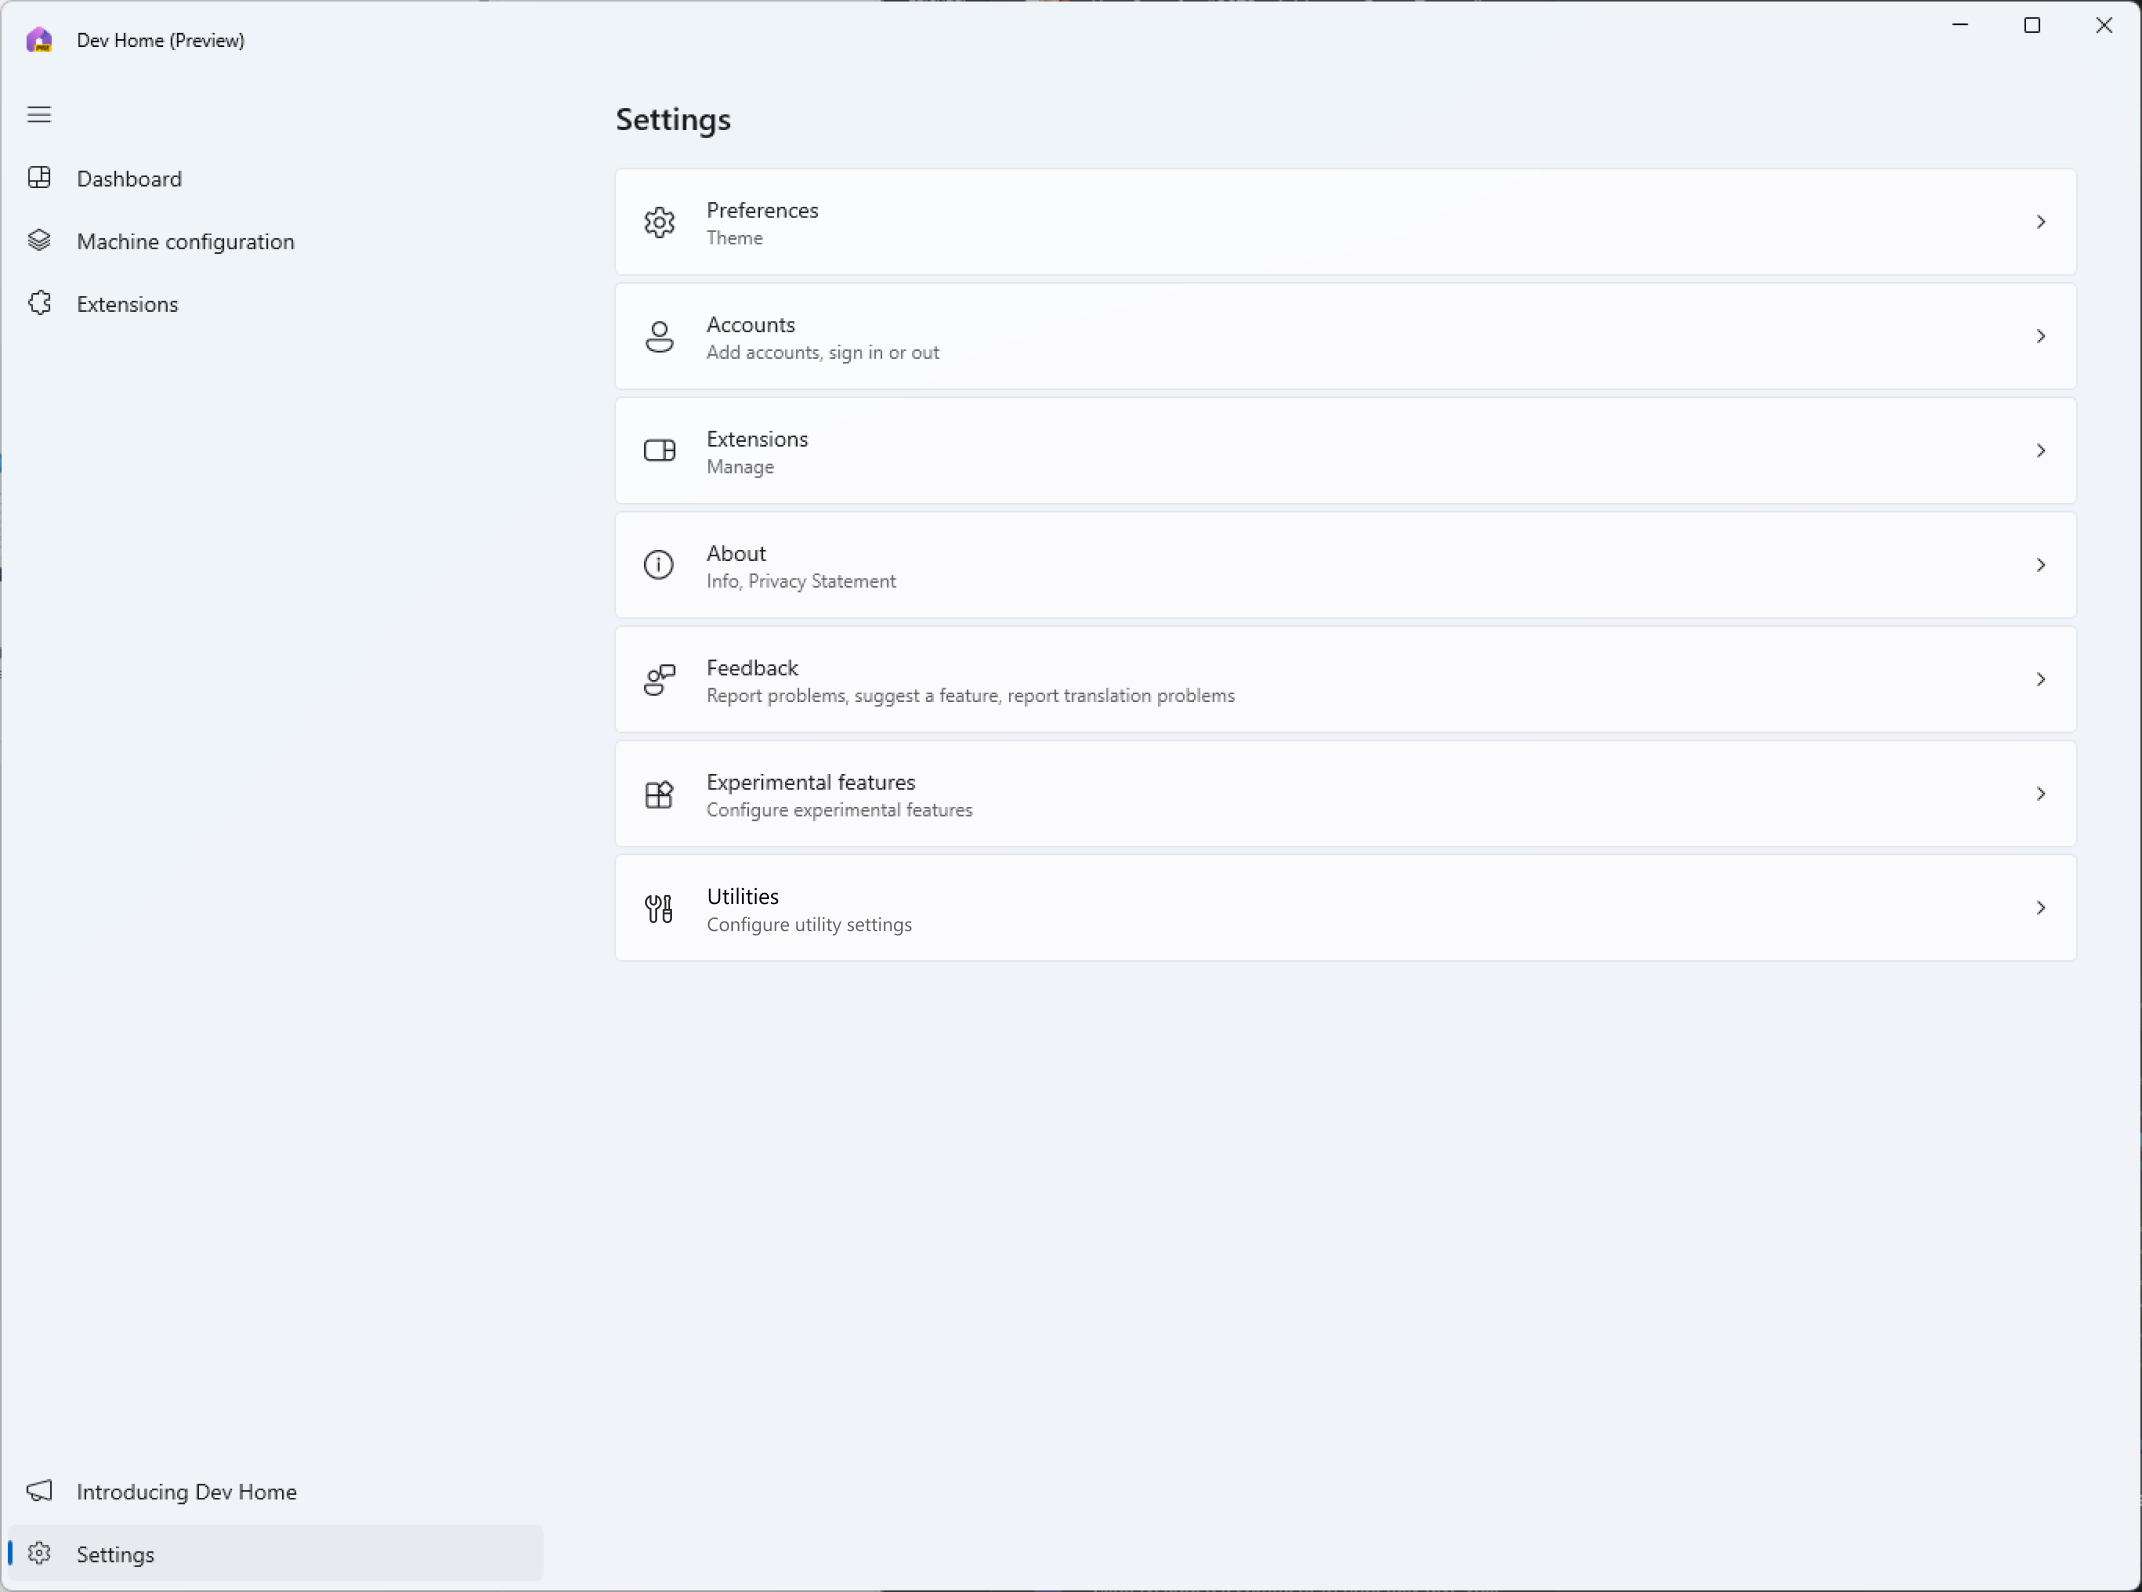 Dev Home (Preview)
Dashboard
Machine configuration
Extensions
Introducing Dev Home
Settings
Settings
Preferences
Theme
Accounts
Add accounts, sign in or out
Extensions
Manage
About
Info, Privacy Statement
Feedback
Report problems, suggest a feature, report translation problems
Experimental features
Configure experimental features
Utilities
Configure utility settings